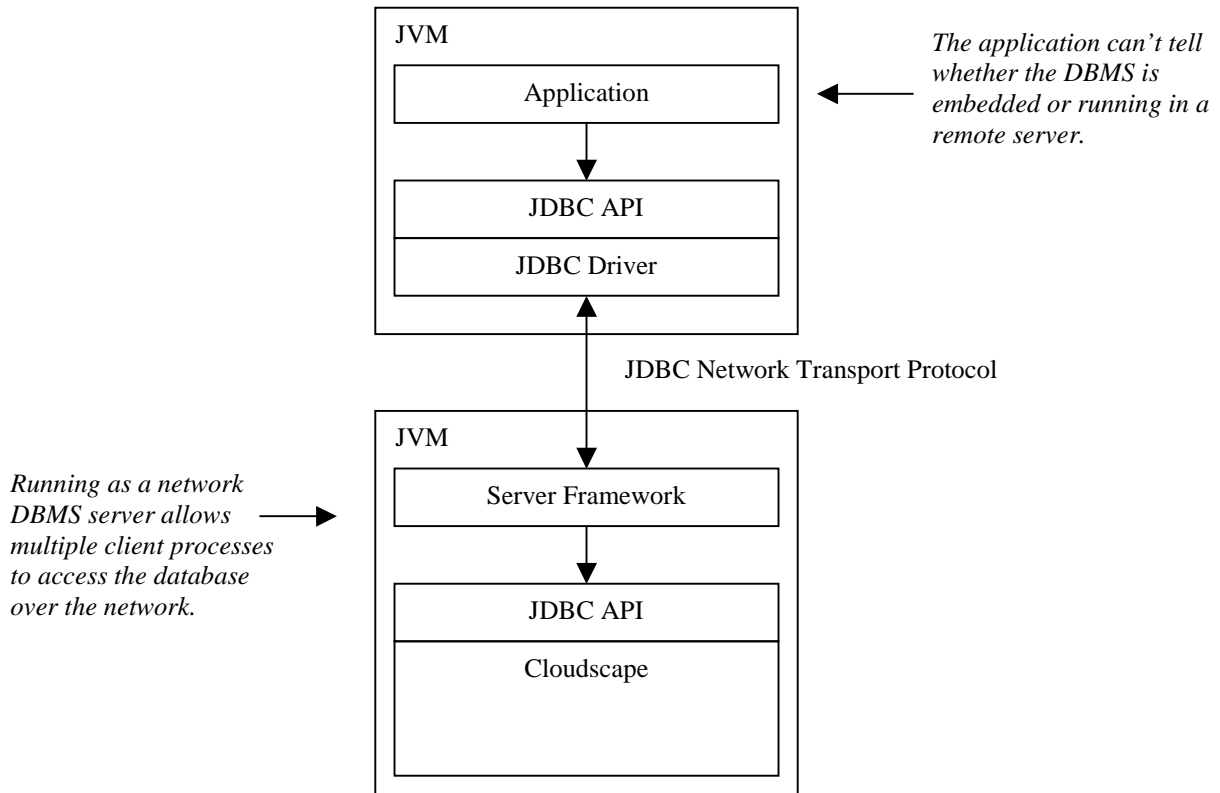 JVM
Application
The application can't tell
whether the DBMS is
embedded or running in a
remote server.
JDBC API
JDBC Driver
JDBC Network Transport Protocol
JVM
Server Framework
Running as a network
DBMS server allows
multiple client processes
to access the database
over the network.
JDBC API
Cloudscape